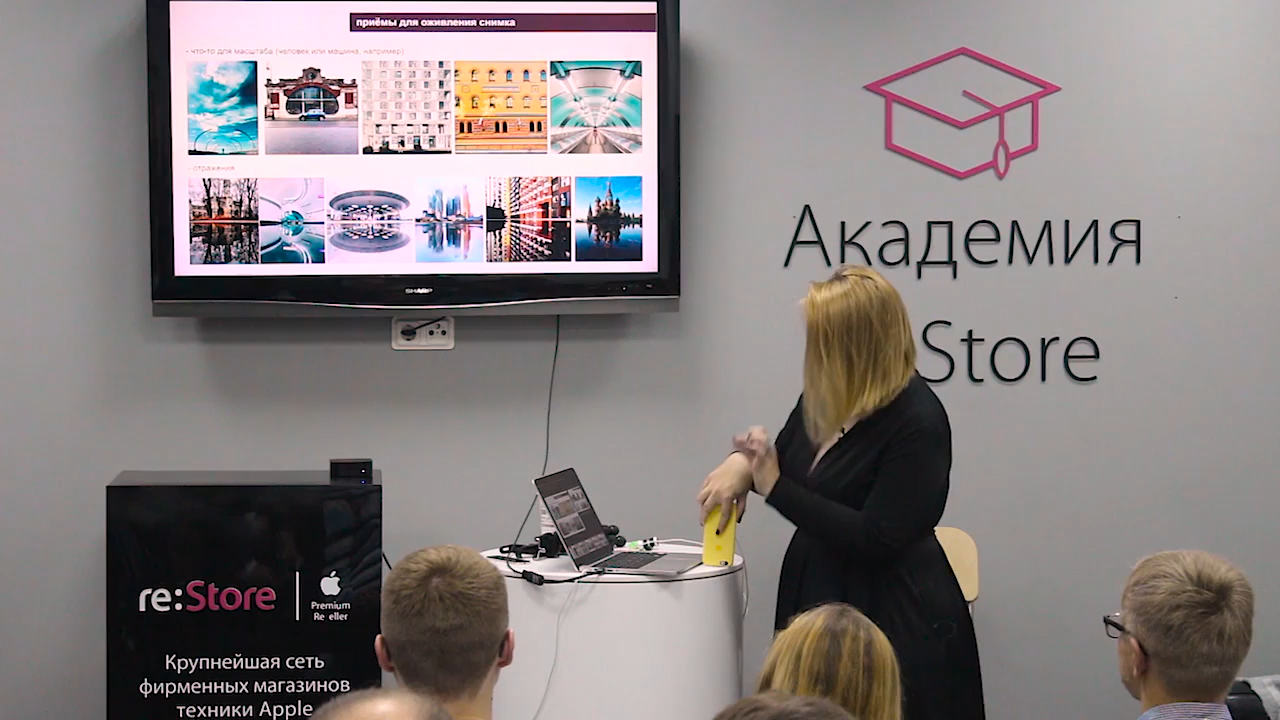 приёмы для оживления снимка
- что-то для масштаба (человек или машина, например)
- отражения
SHARP
Академия
Store
re:Store
Premium
Re eller
Крупнейшая сеть
фирменных магазинов
техники Apple